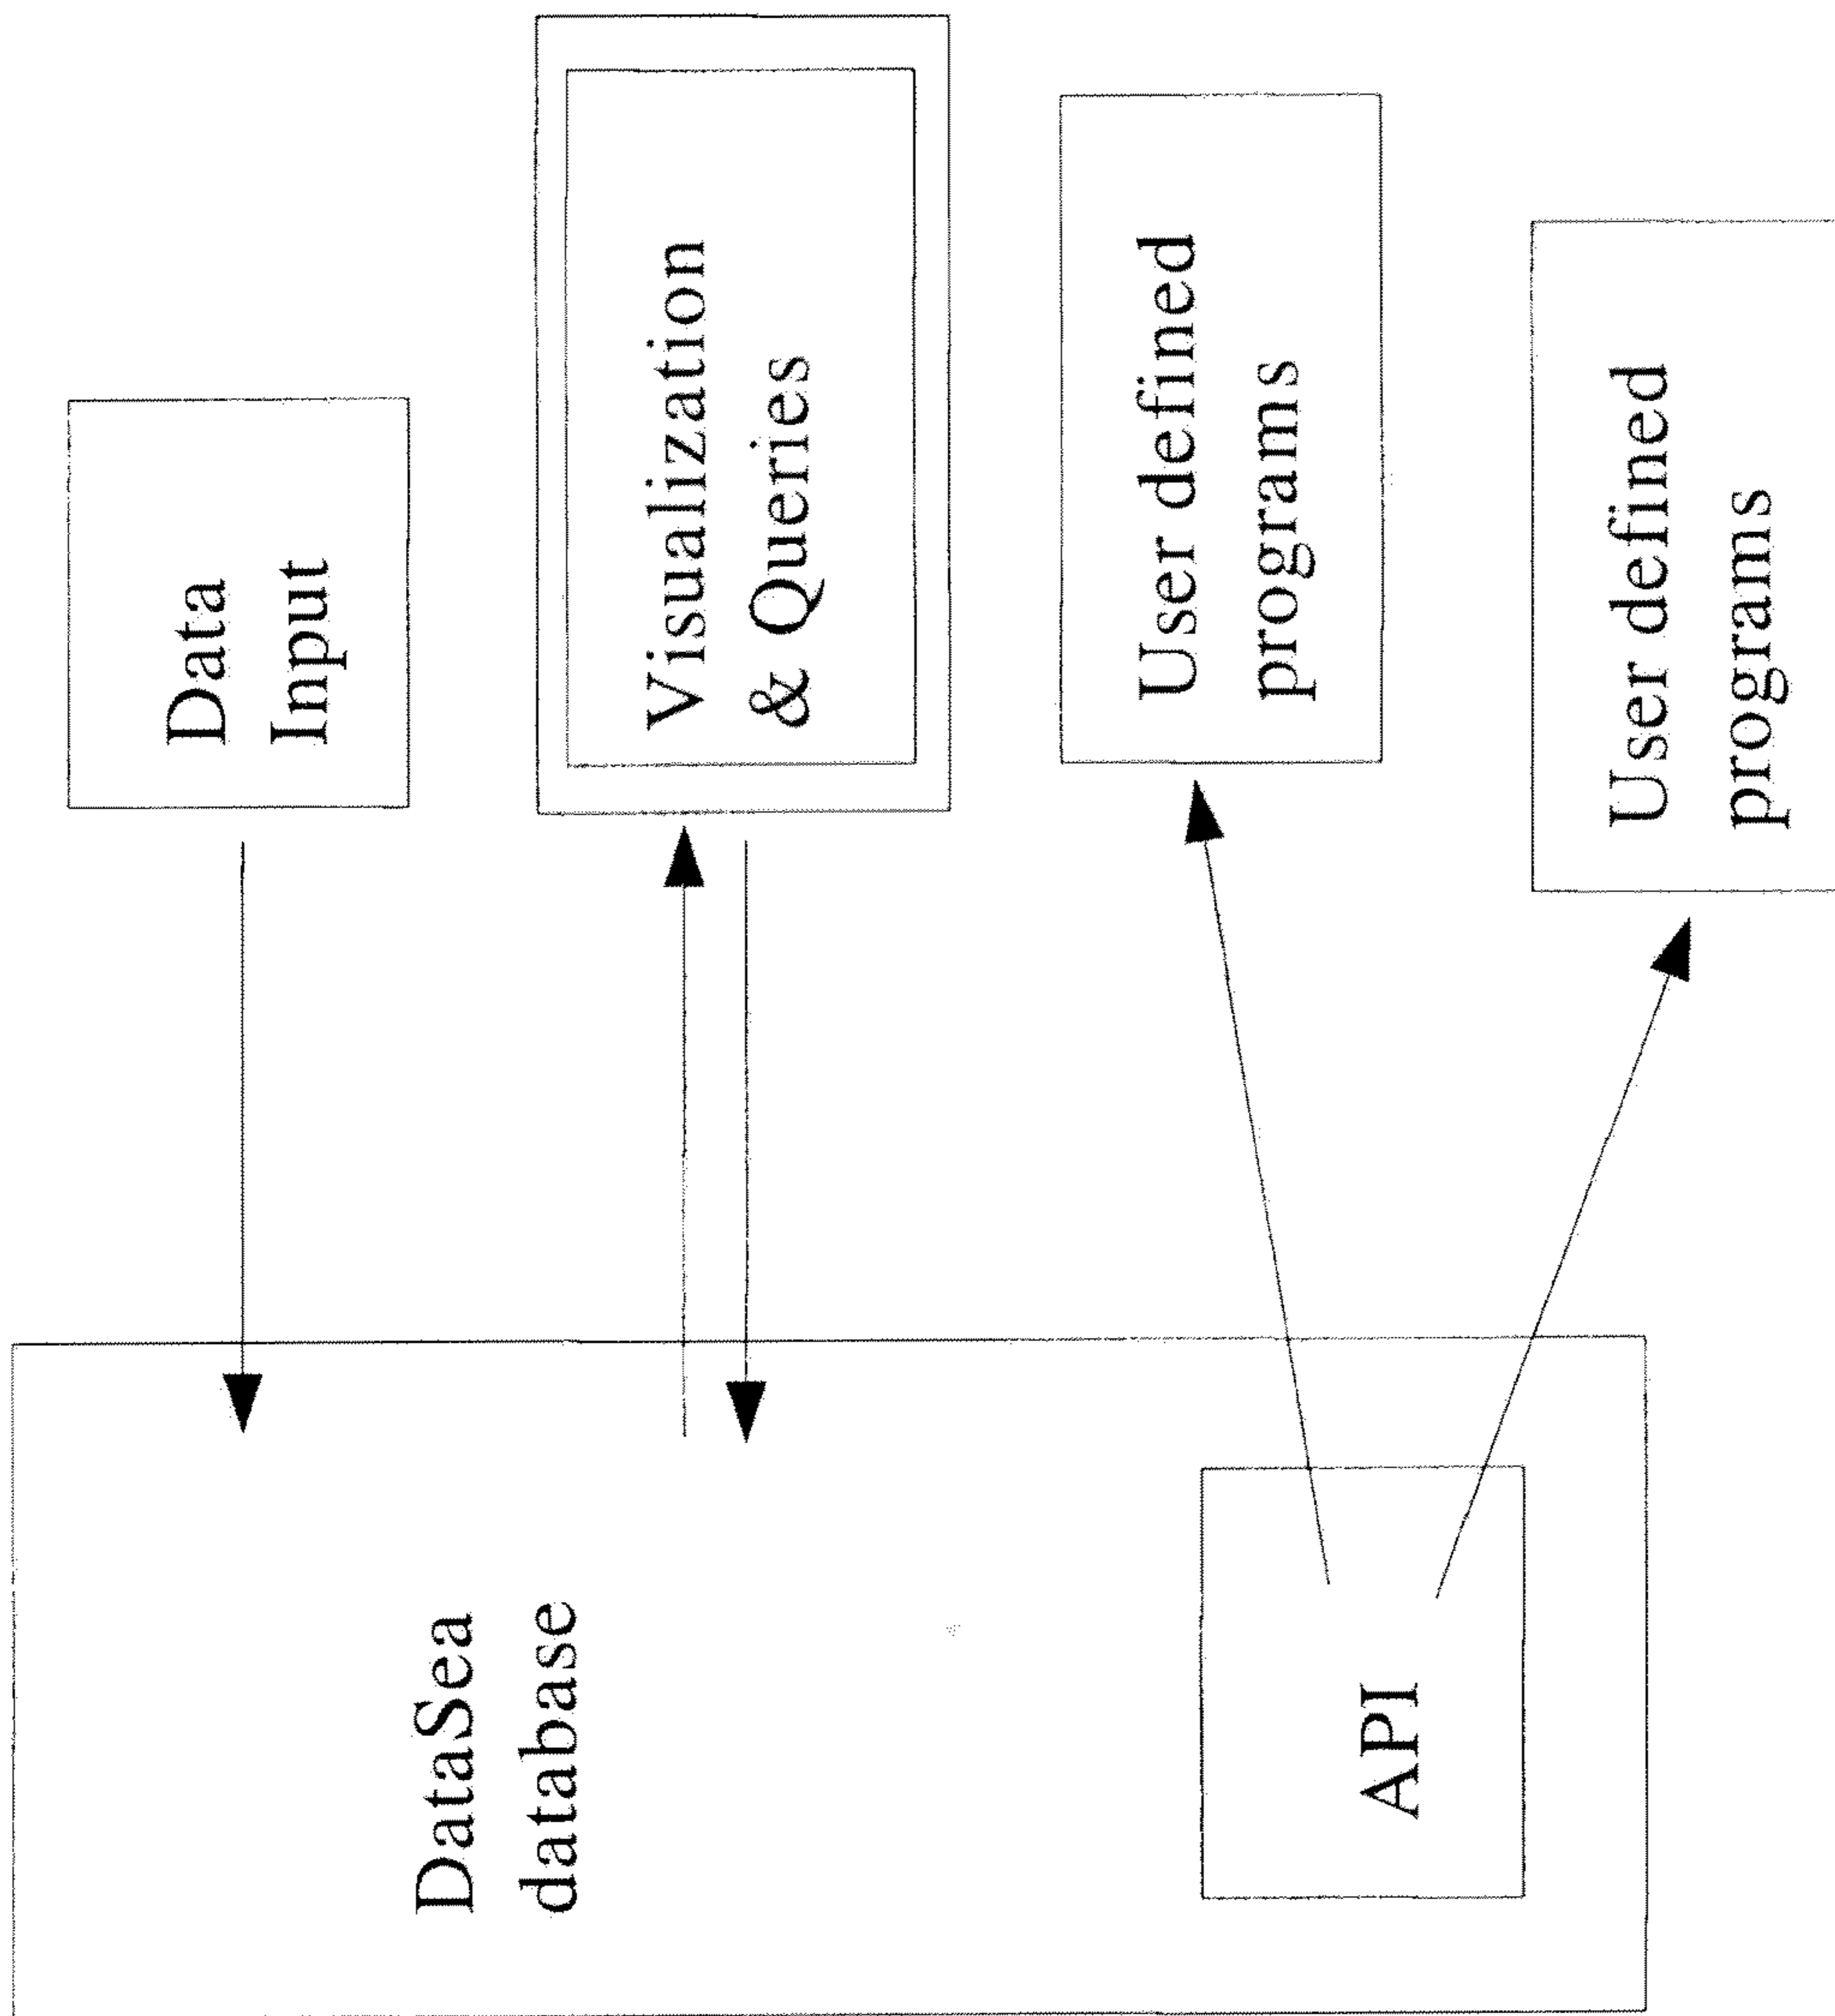 Data
Input
Visualization
& Queries
User defined
programs
User defined
programs
DataSea
database
API